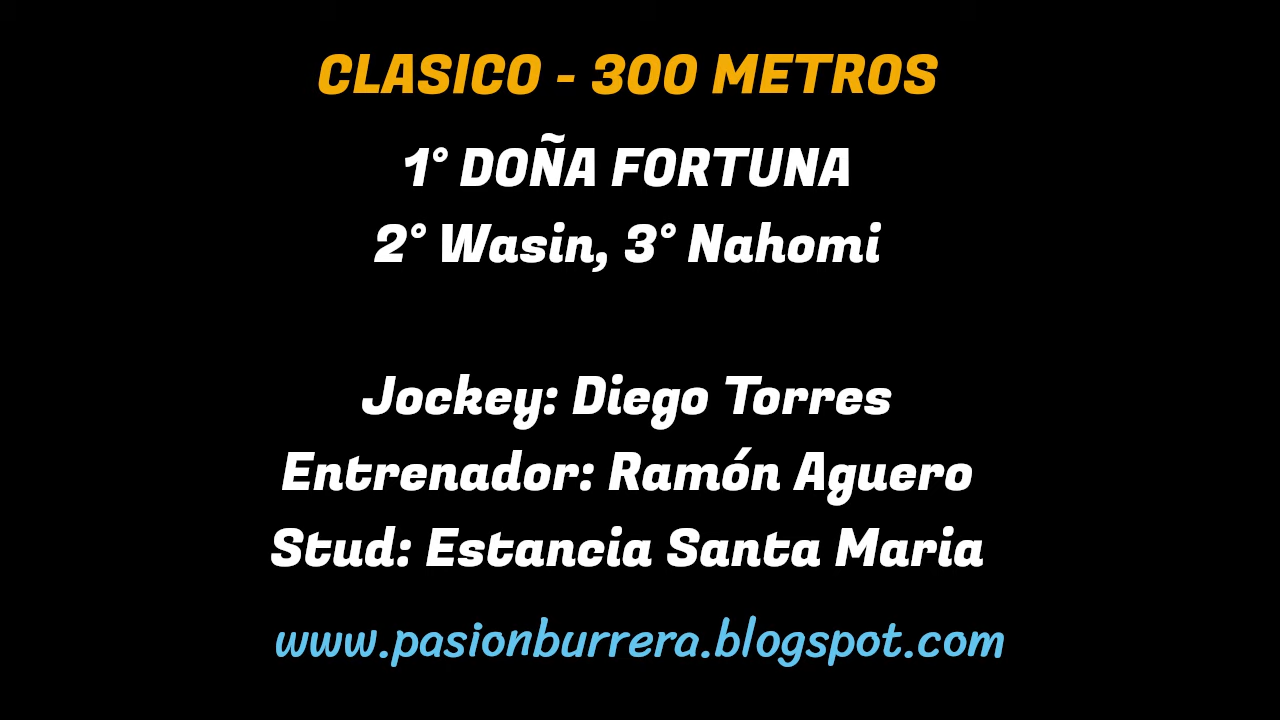 CLASICO - 300 METROS
1° DOÑA FORTUNA
2° Wasin, 3° Nahomi
Jockey: Diego Torres
Entrenador: Ramón Aguero
Stud: Estancia Santa Maria
www.pasionburrera.blogspot.com